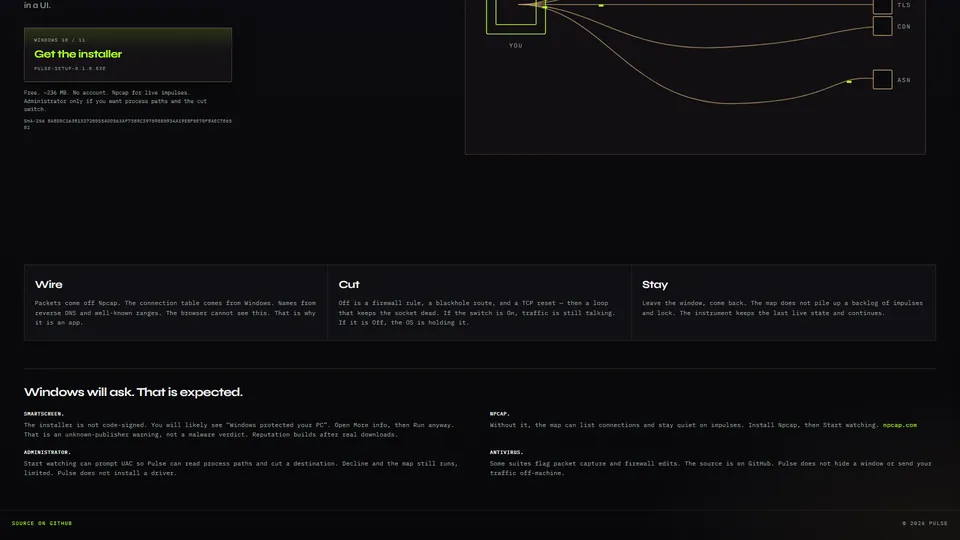 in a UI.
WINDOWS 10 / 11
Get the installer
PULSE-SETUP-0.1.0.EXE
Free. ~236 MB. No account. Npcap for live impulses.
Administrator only if you want process paths and the cut
switch.
SHA-256
YOU
TLS
CDN
ASN
Wire
Packets come off Npcap. The connection table comes from Windows. Names from
reverse DNS and well-known ranges. The browser cannot see this. That is why
it is an app.
Cut
Off is a firewall rule, a blackhole route, and a TCP reset — then a loop
that keeps the socket dead. If the switch is On, traffic is still talking.
If it is Off, the OS is holding it.
Stay
Leave the window, come back. The map does not pile up a backlog of impulses
and lock. The instrument keeps the last live state and continues.
Windows will ask. That is expected.
SMARTSCREEN.
The installer is not code-signed. You will likely see "Windows protected your PC". Open More info, then Run anyway.
That is an unknown-publisher warning, not a malware verdict. Reputation builds after real downloads.
NPCAP.
Without it, the map can list connections and stay quiet on impulses. Install Npcap, then Start watching. npcap.com
ADMINISTRATOR.
Start watching can prompt UAC so Pulse can read process paths and cut a destination. Decline and the map still runs,
limited. Pulse does not install a driver.
ANTIVIRUS.
Some suites flag packet capture and firewall edits. The source is on GitHub. Pulse does not hide a window or send your
traffic off-machine.
SOURCE ON GITHUB
© 2026 PULSE